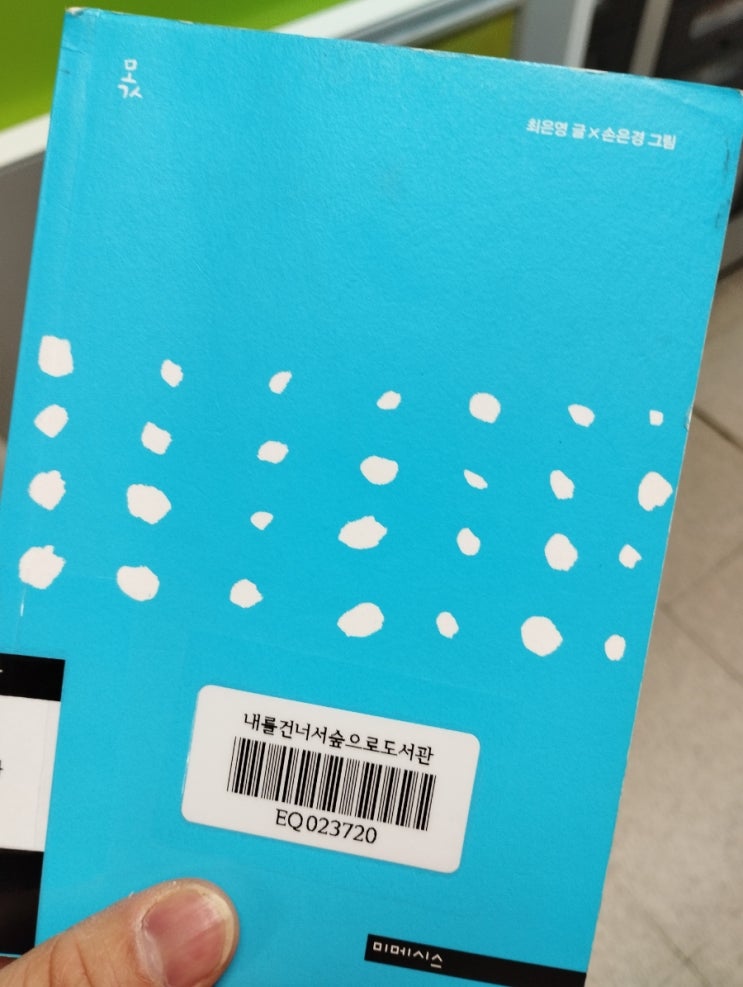 몫
최은영 글×손은경 그림
내를건너서숲으로도서관
EQ023720
미메시스